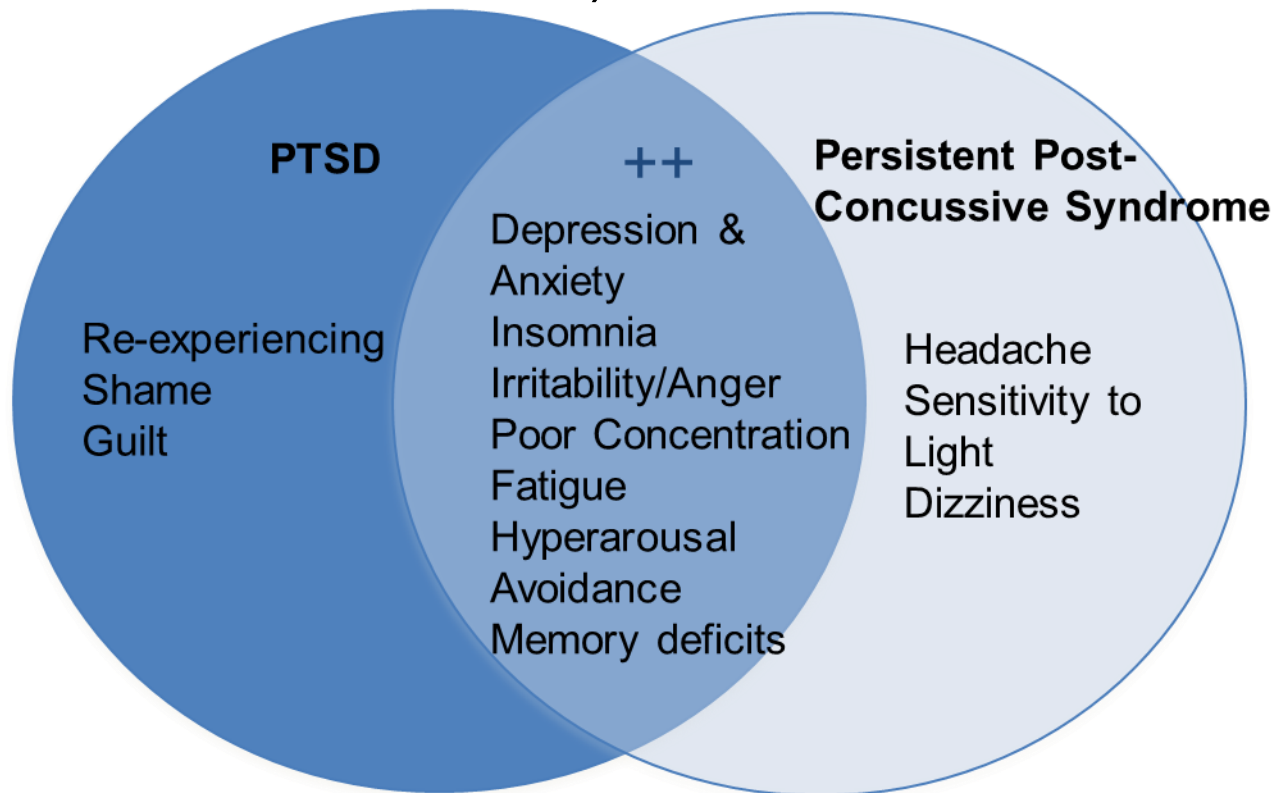 PTSD
Re-experiencing
Shame
Guilt
++
Depression &
Anxiety
Insomnia
Irritability/Anger
Poor Concentration
Fatigue
Hyperarousal
Avoidance
Memory deficits
Persistent Post-
Concussive Syndrome
Headache
Sensitivity to
Light
Dizziness